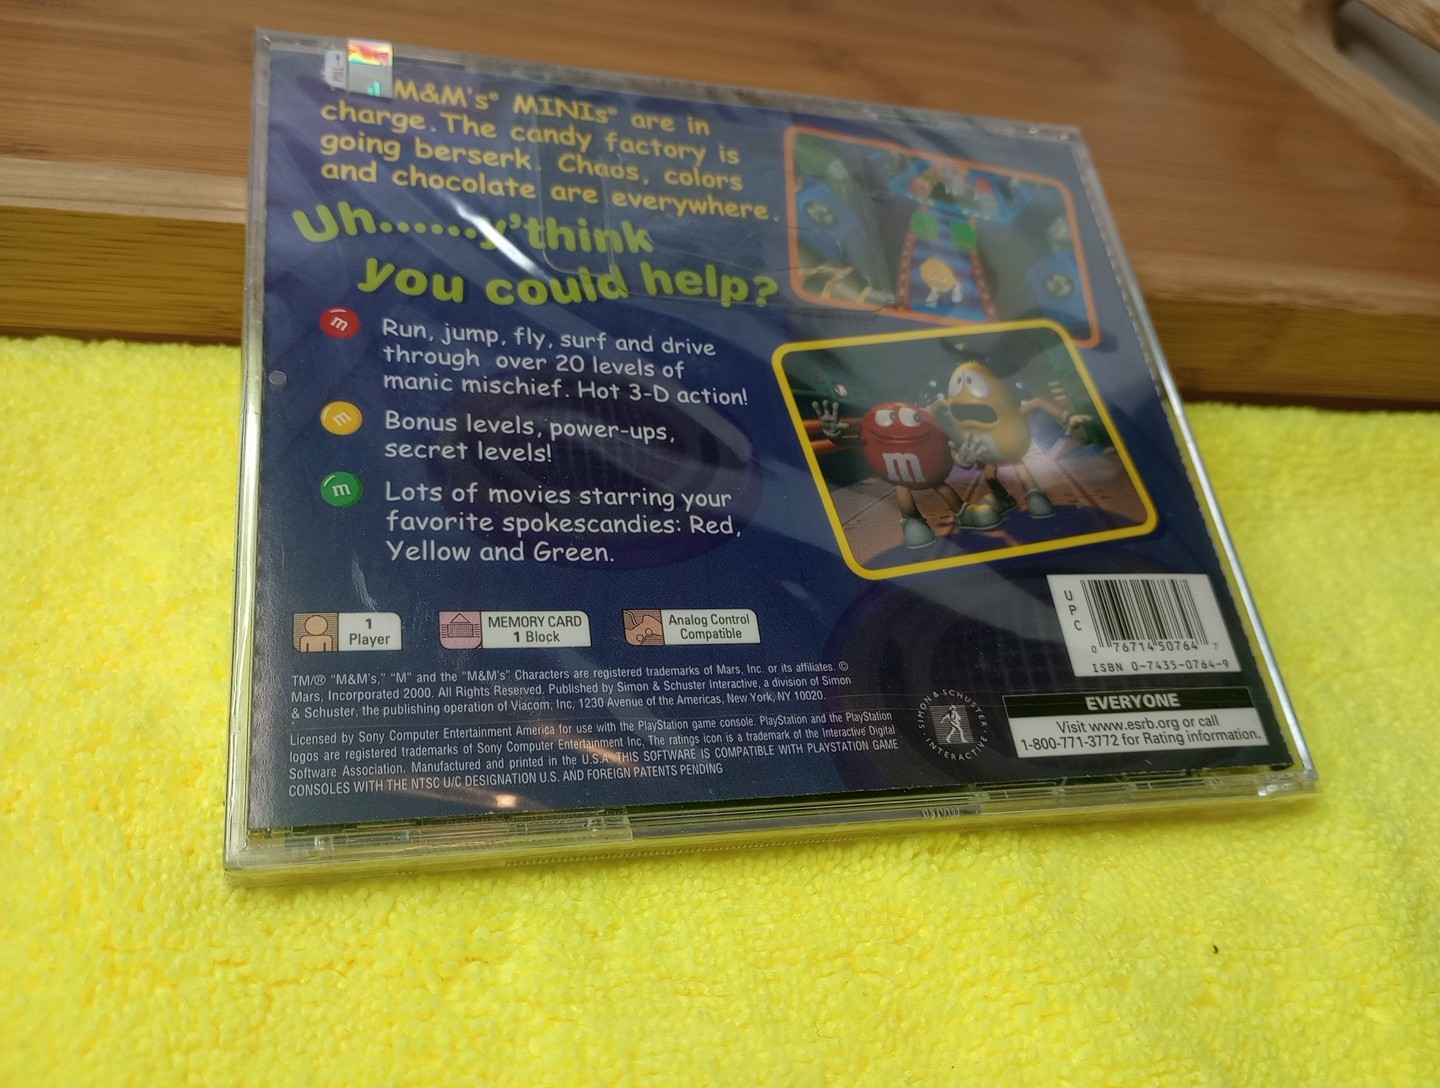 M&M's® MINIs® are in
charge. The candy factory is
going berserk. Chaos, colors
and chocolate are everywhere.
Uh......y'think
you could help?
m
Run, jump, fly, surf and drive
through over 20 levels of
manic mischief. Hot 3-D action!
m
Bonus levels, power-ups,
secret levels!
m
Lots of movies starring your
favorite spokescandies: Red,
Yellow and Green.
m
1
Player
MEMORY CARD
1 Block
Analog Control
Compatible
UPC
0 76714 50764 7
ISBN 0-7435-0764-9
TM/® "M&M's," "M" and the "M&M's" Characters are registered trademarks of Mars, Inc. or its affiliates. ©
Mars, Incorporated 2000. All Rights Reserved. Published by Simon & Schuster Interactive, a division of Simon
& Schuster, the publishing operation of Viacom, Inc, 1230 Avenue of the Americas, New York, NY 10020.
Licensed by Sony Computer Entertainment America for use with the PlayStation game console. PlayStation and the PlayStation
logos are registered trademarks of Sony Computer Entertainment Inc. The ratings icon is a trademark of the Interactive Digital
Software Association. Manufactured and printed in the U.S.A. THIS SOFTWARE IS COMPATIBLE WITH PLAYSTATION GAME
CONSOLES WITH THE NTSC U/C DESIGNATION U.S. AND FOREIGN PATENTS PENDING
SIMON & SCHUSTER
INTERACTIVE
EVERYONE
Visit www.esrb.org or call
1-800-771-3772 for Rating information.